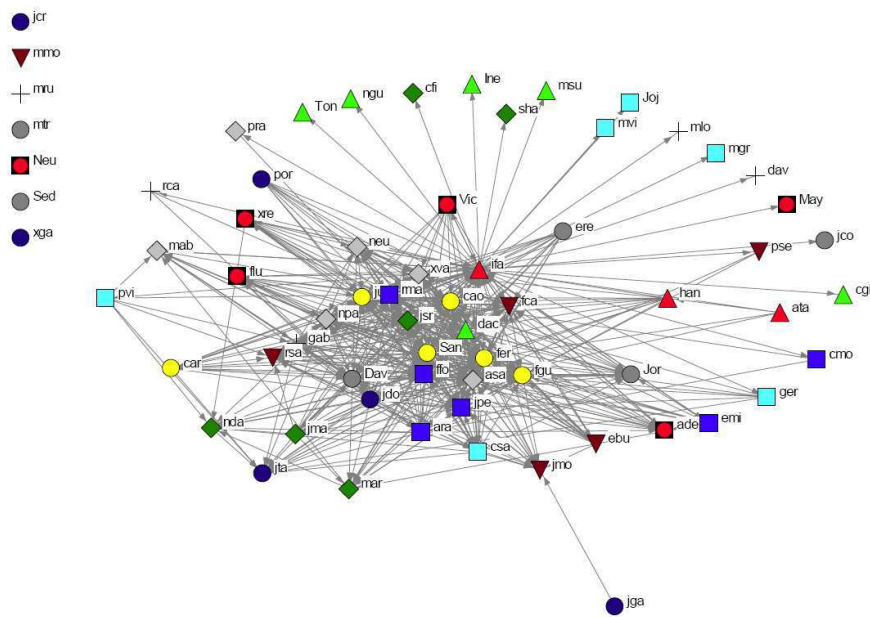 jcr
mmo
mru
mtr
Neu
Sed
xga
Ton
ngu
cfi
lne
msu
sha
Joj
mvi
mlo
mgr
dav
May
jco
pse
cgi
cmo
pra
rca
por
xre
mab
flu
pvi
neu
Vic
ere
xva
ifa
rma
cao
fca
han
ata
npa
jsr
dac
gab
rsa
San
fer
car
Dav
ffo
asa
fgu
Jor
jdo
jpe
ger
emi
ade
nda
jma
ara
csa
ebu
jta
mar
jmo
jga